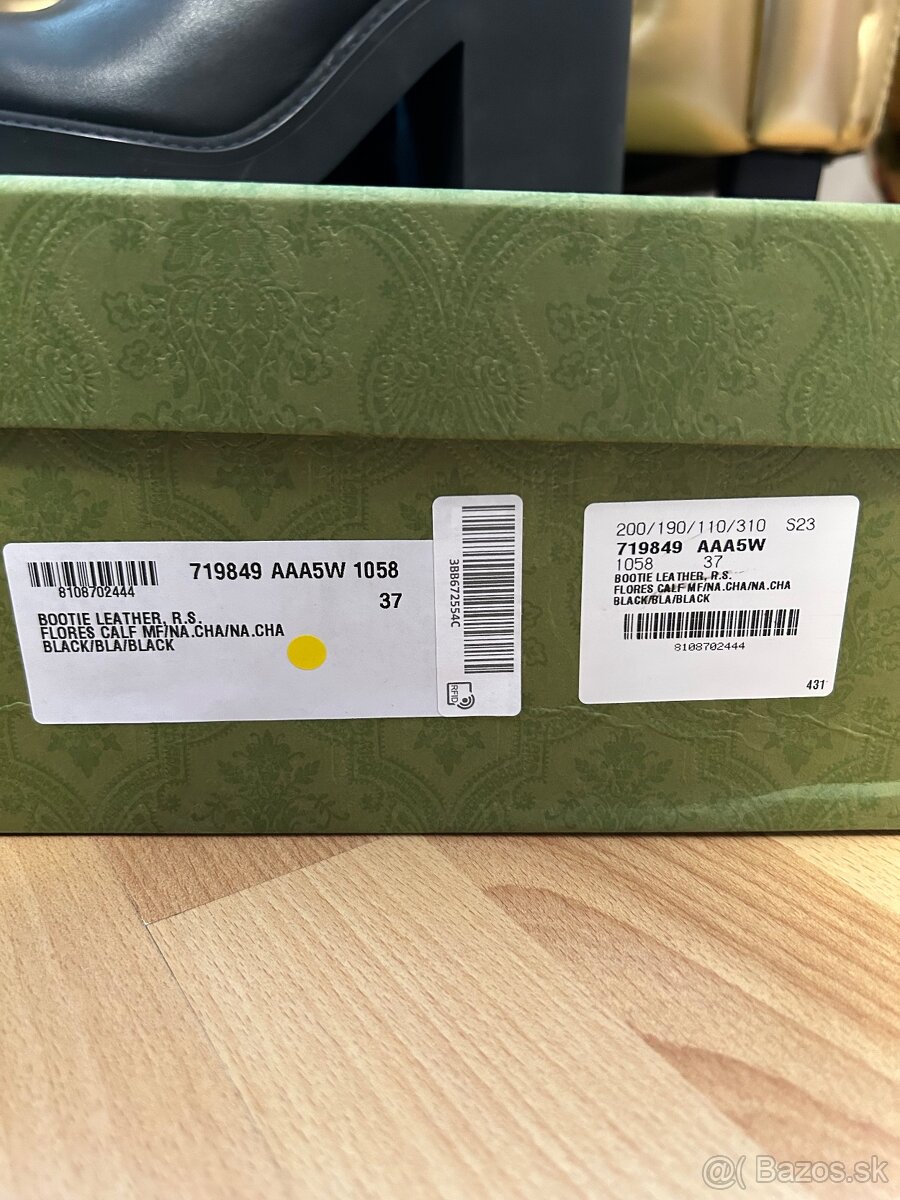 719849 AAA5W 1058
8108702444
37
BOOTIE LEATHER, R.S.
FLORES CALF MF/NA.CHA/NA.CHA
BLACK/BLA/BLACK
3BB672554C
RFID
200/190/110/310 S23
719849 AAA5W
1058 37
BOOTIE LEATHER, R.S.
FLORES CALF MF/NA.CHA/NA.CHA
BLACK/BLA/BLACK
8108702444
431
@( Bazos.sk